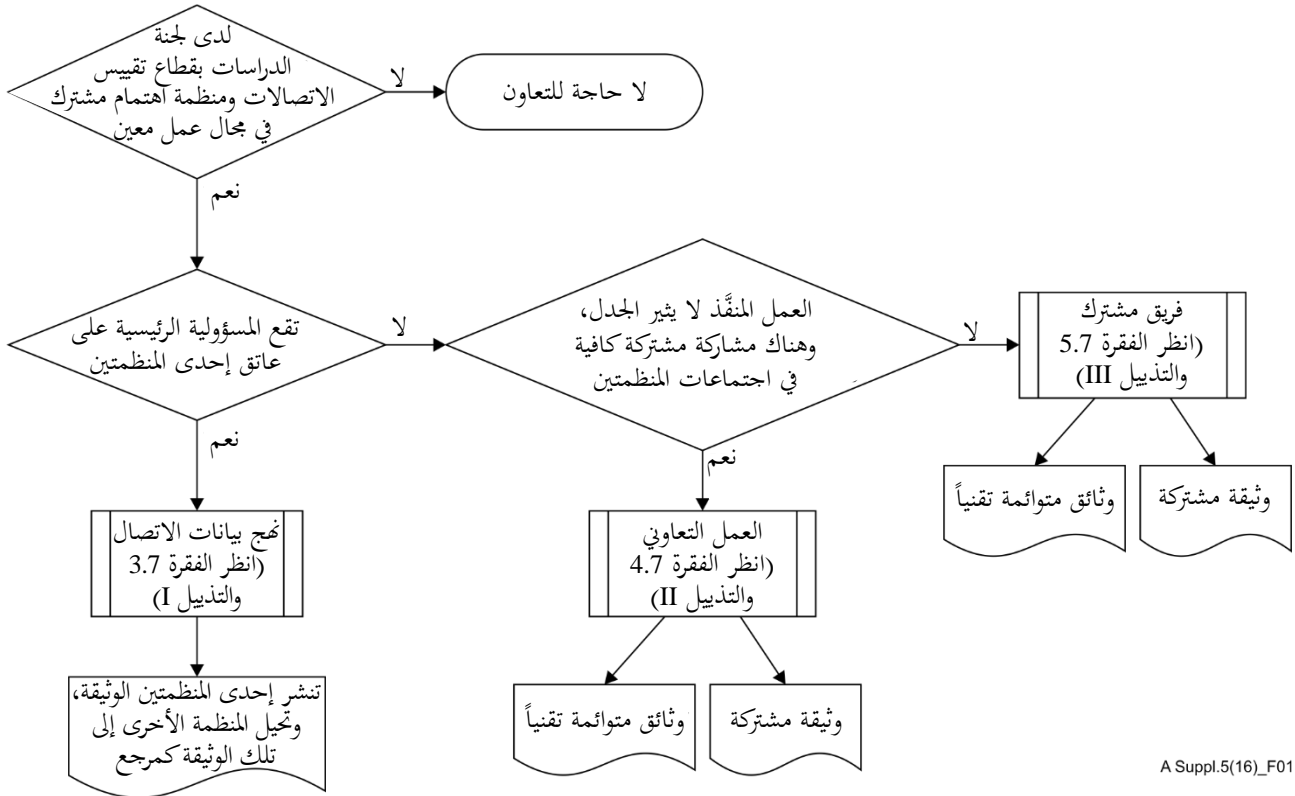 لدى لجنة
الدراسات بقطاع تقييس
الاتصالات ومنظمة اهتمام مشترك
في مجال عمل معين
لا
لا حاجة للتعاون
نعم
تقع المسؤولية الرئيسية على
عاتق إحدى المنظمتين
لا
العمل المنفَّذ لا يثير الجدل،
وهناك مشاركة مشتركة كافية
في اجتماعات المنظمتين
لا
فريق مشترك
(انظر الفقرة 5.7
والتذييل III)
نعم
نعم
وثائق متوائمة تقنياً
وثيقة مشتركة
نهج بيانات الاتصال
(انظر الفقرة 3.7
والتذييل I)
العمل التعاوني
(انظر الفقرة 4.7
والتذييل II)
تنشر إحدى المنظمتين الوثيقة،
وتحيل المنظمة الأخرى إلى
تلك الوثيقة كمرجع
وثائق متوائمة تقنياً
وثيقة مشتركة
A Suppl.5(16)_F01